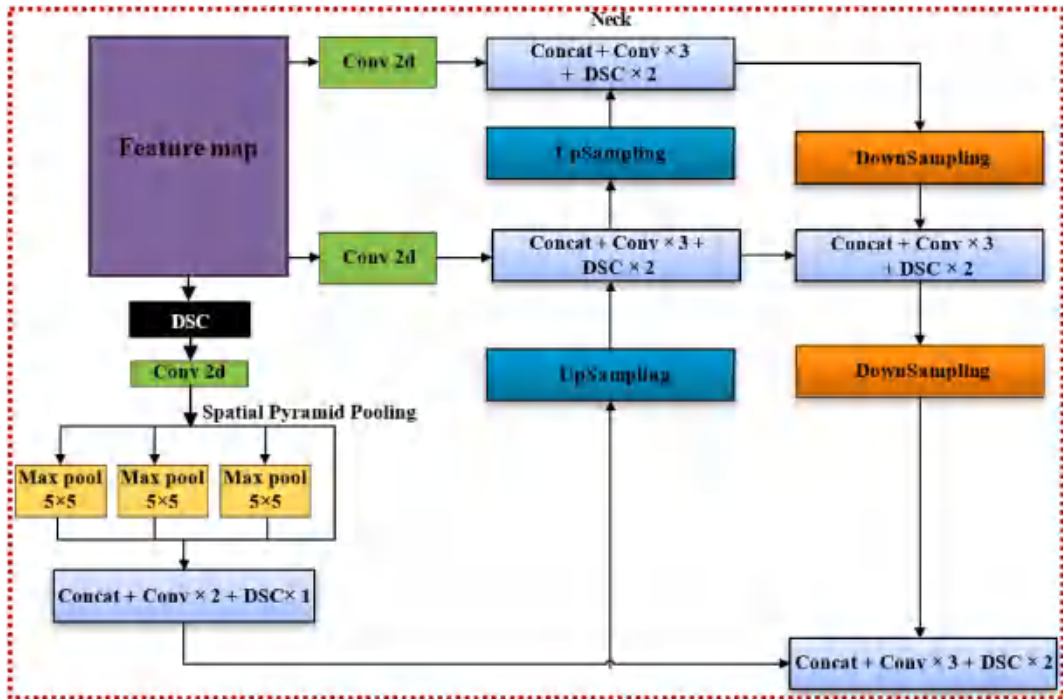 Neck
Feature map
Conv 2d
Concat + Conv × 3
+ DSC × 2
UpSampling
DownSampling
Conv 2d
Concat + Conv × 3 +
DSC × 2
Concat + Conv × 3
+ DSC × 2
DSC
Conv 2d
UpSampling
DownSampling
Spatial Pyramid Pooling
Max pool
5×5
Max pool
5×5
Max pool
5×5
Concat + Conv × 2 + DSC× 1
Concat + Conv × 3 + DSC × 2